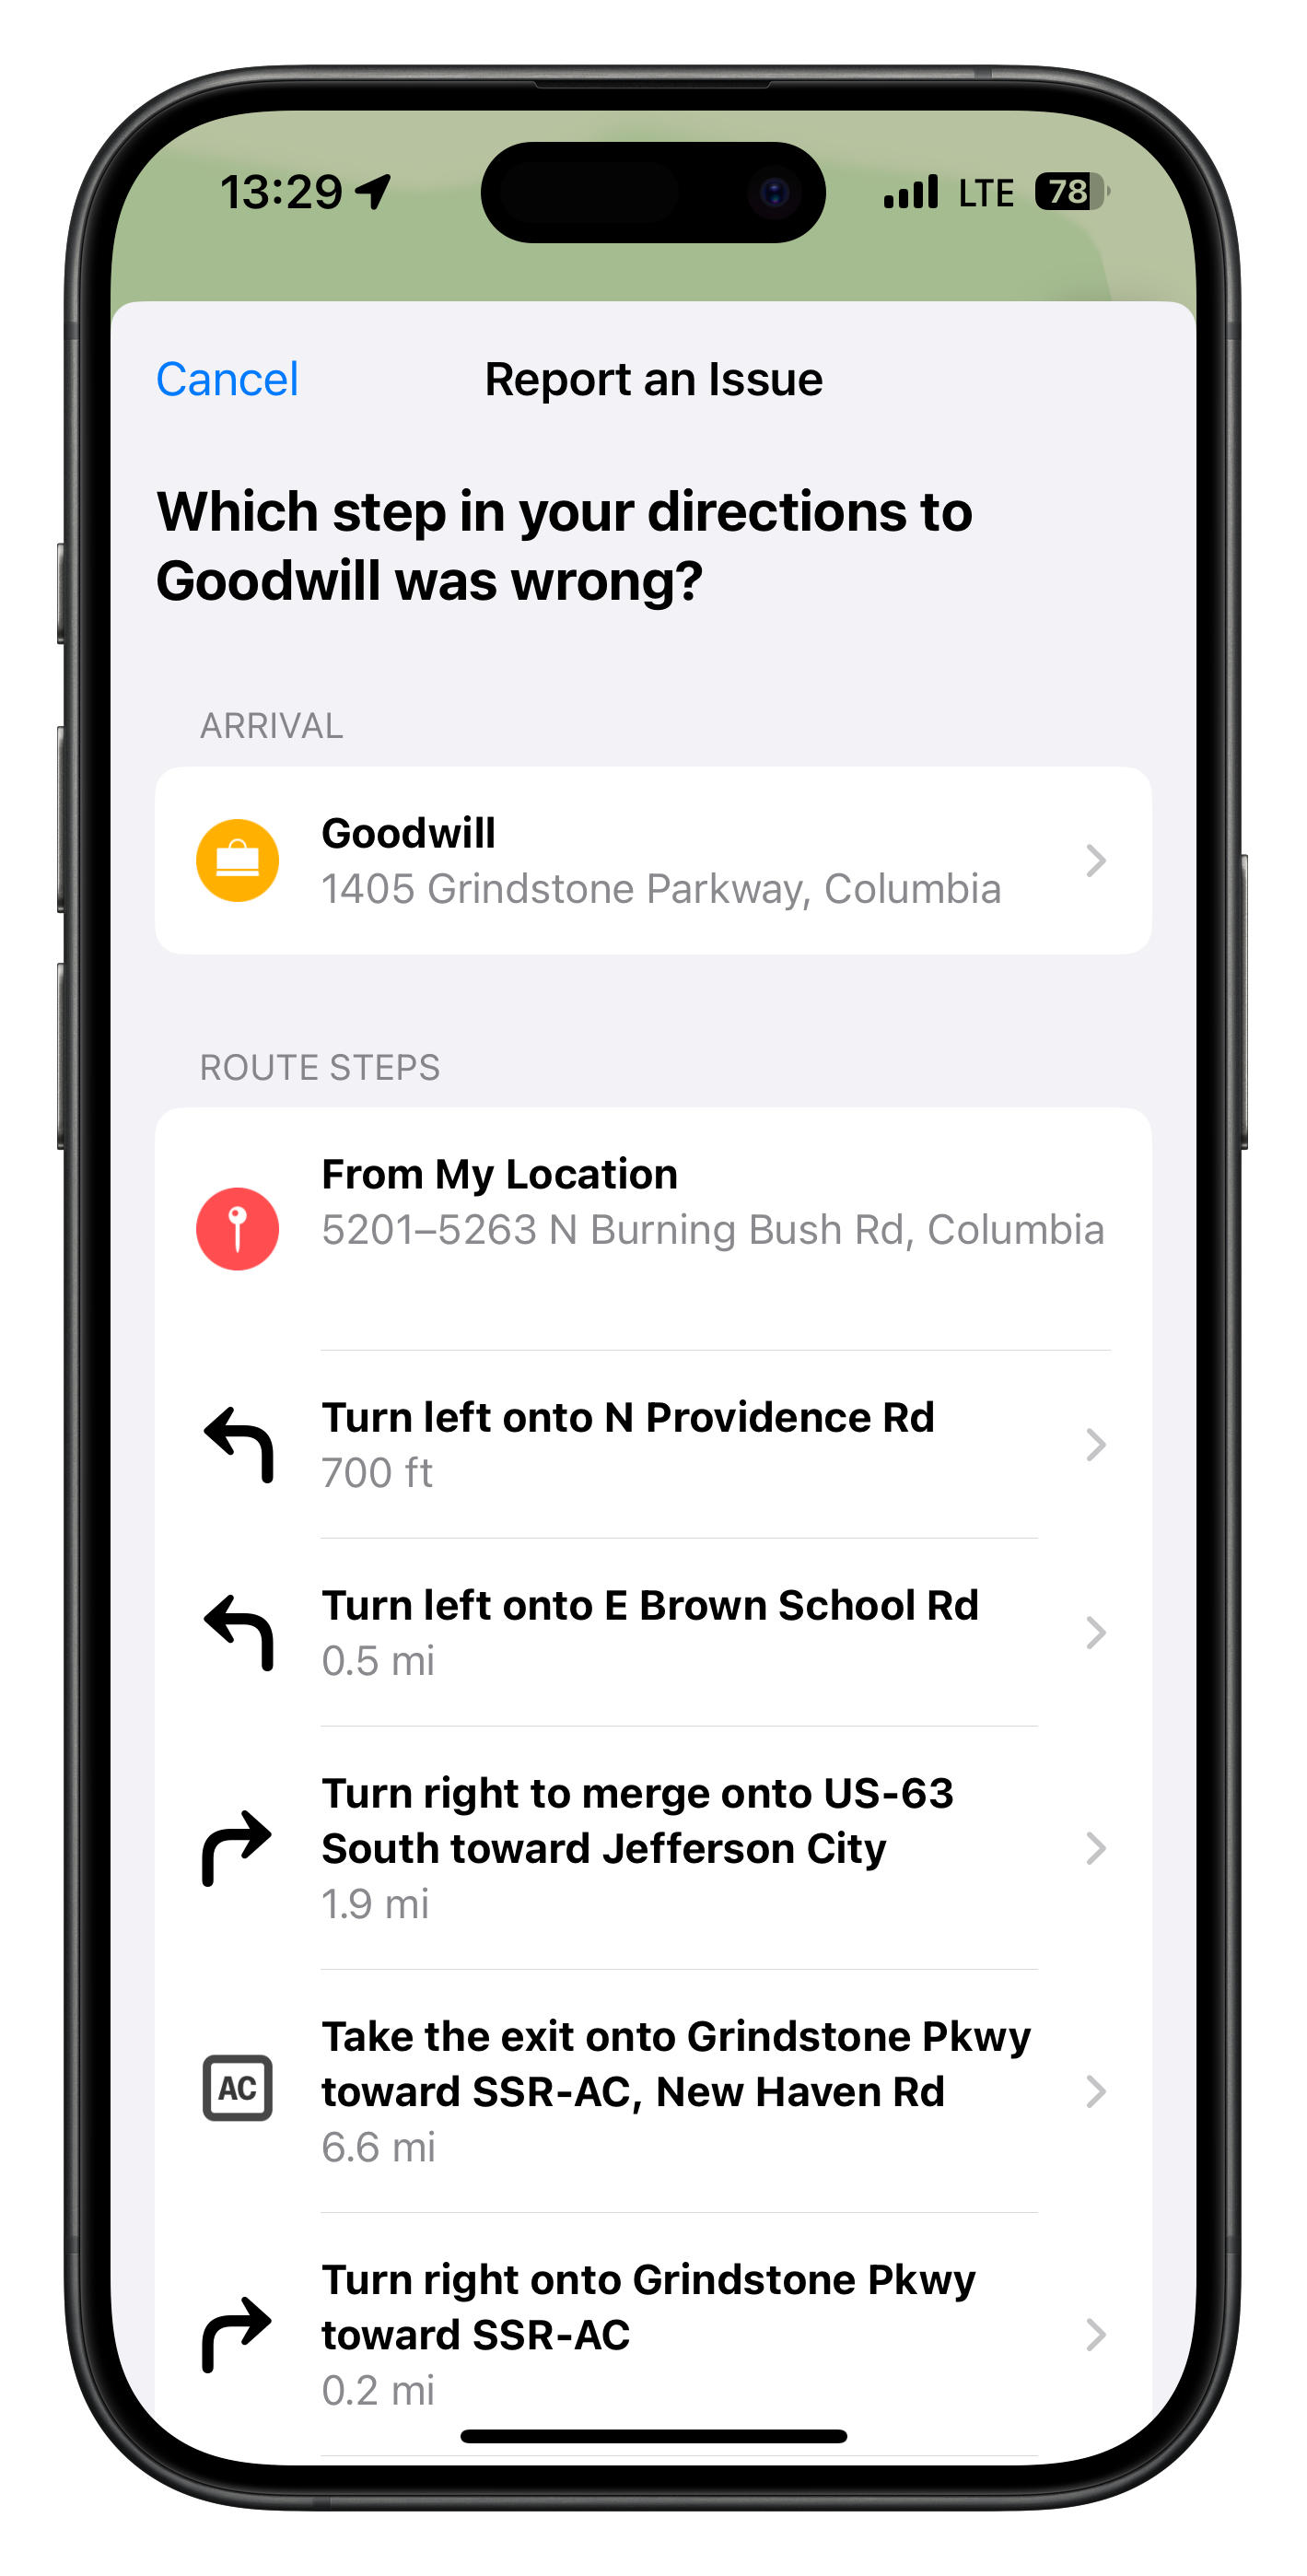 13:29 LTE 78
Cancel Report an Issue
Which step in your directions to
Goodwill was wrong?
ARRIVAL
Goodwill
1405 Grindstone Parkway, Columbia
ROUTE STEPS
From My Location
5201–5263 N Burning Bush Rd, Columbia
Turn left onto N Providence Rd
700 ft
Turn left onto E Brown School Rd
0.5 mi
Turn right to merge onto US-63
South toward Jefferson City
1.9 mi
Take the exit onto Grindstone Pkwy
AC toward SSR-AC, New Haven Rd
6.6 mi
Turn right onto Grindstone Pkwy
toward SSR-AC
0.2 mi